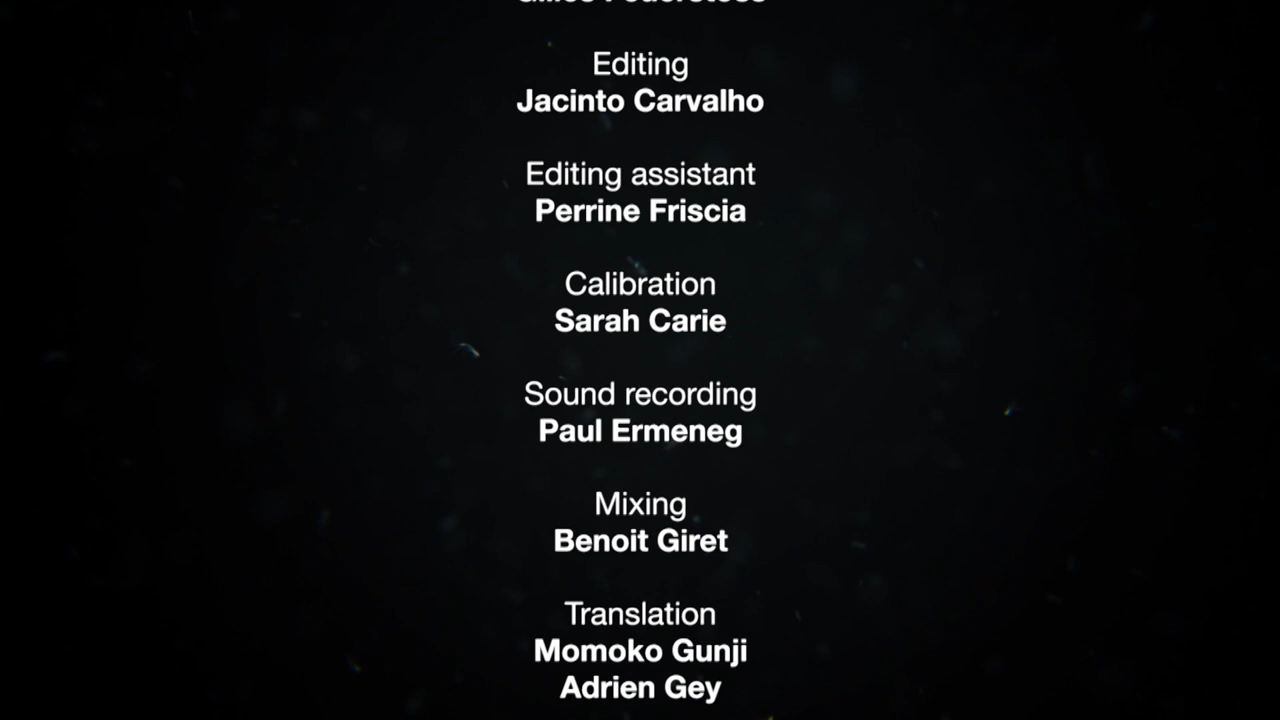 Editing
Jacinto Carvalho
Editing assistant
Perrine Friscia
Calibration
Sarah Carie
Sound recording
Paul Ermeneg
Mixing
Benoit Giret
Translation
Momoko Gunji
Adrien Gey